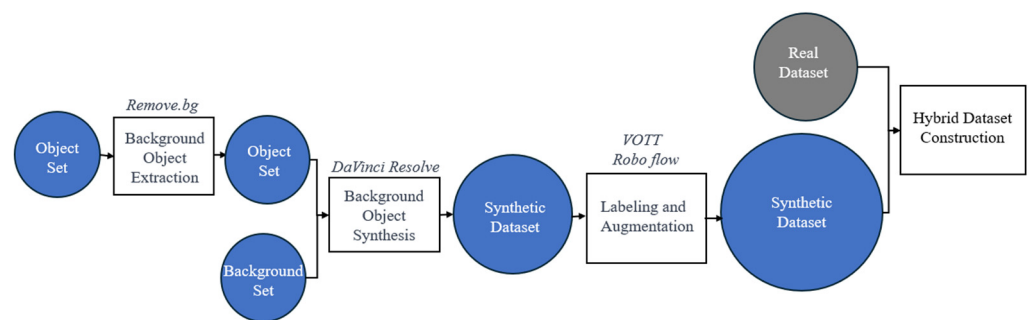 Object
Set
Remove.bg
Background
Object
Extraction
Object
Set
Background
Set
DaVinci Resolve
Background
Object
Synthesis
Synthetic
Dataset
VOTT
Robo flow
Labeling and
Augmentation
Real
Dataset
Synthetic
Dataset
Hybrid Dataset
Construction